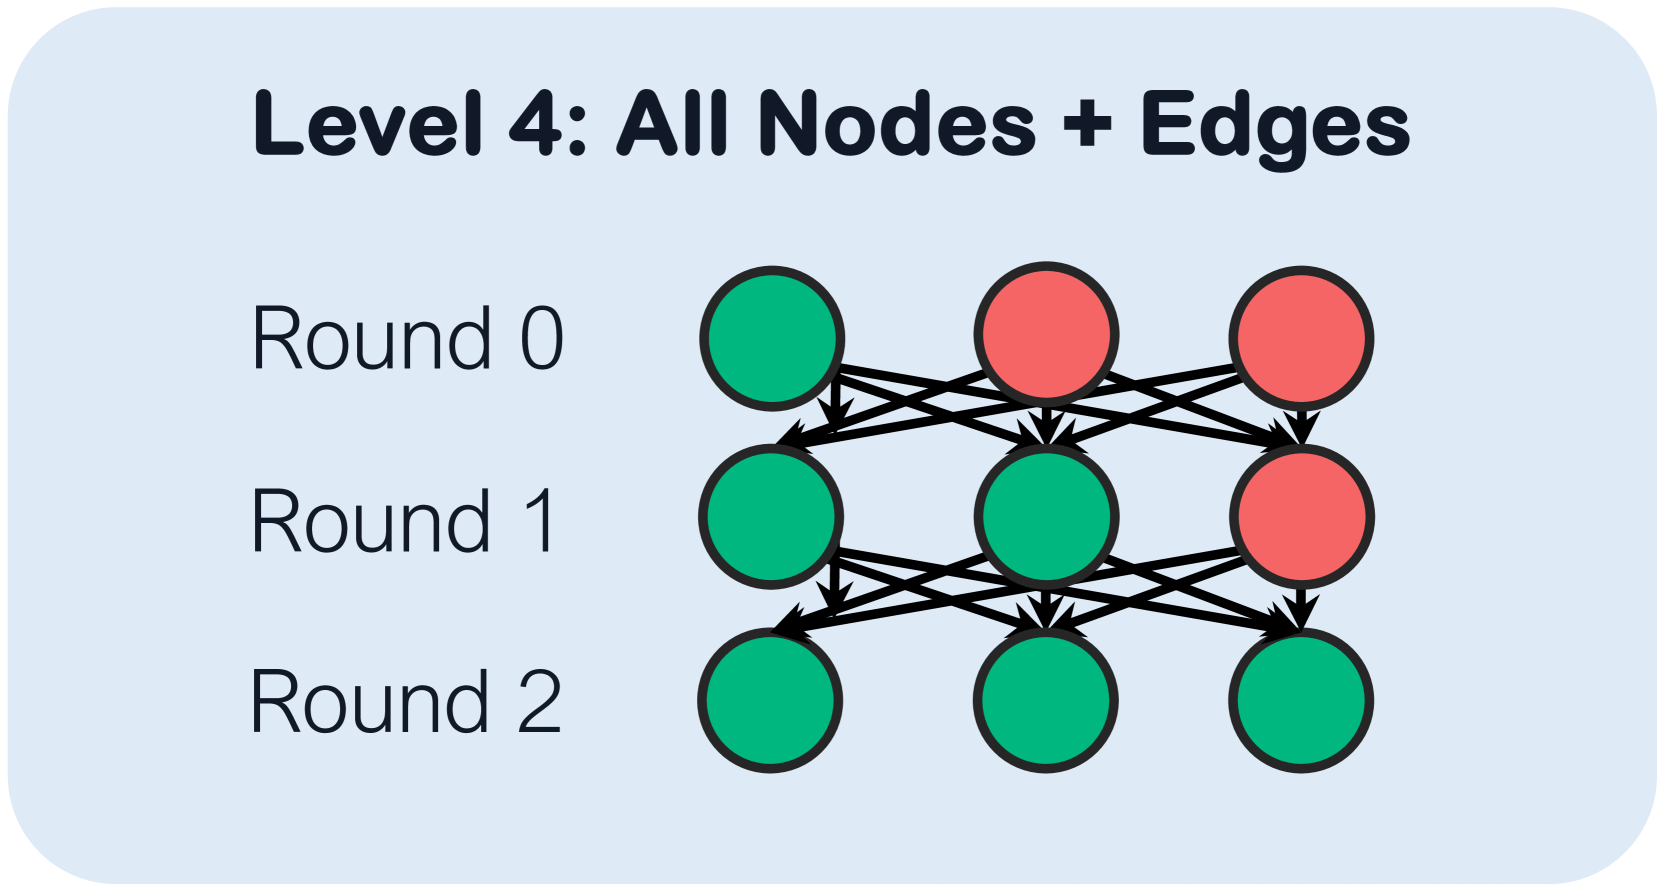 Level 4: All Nodes + Edges
Round 0
Round 1
Round 2